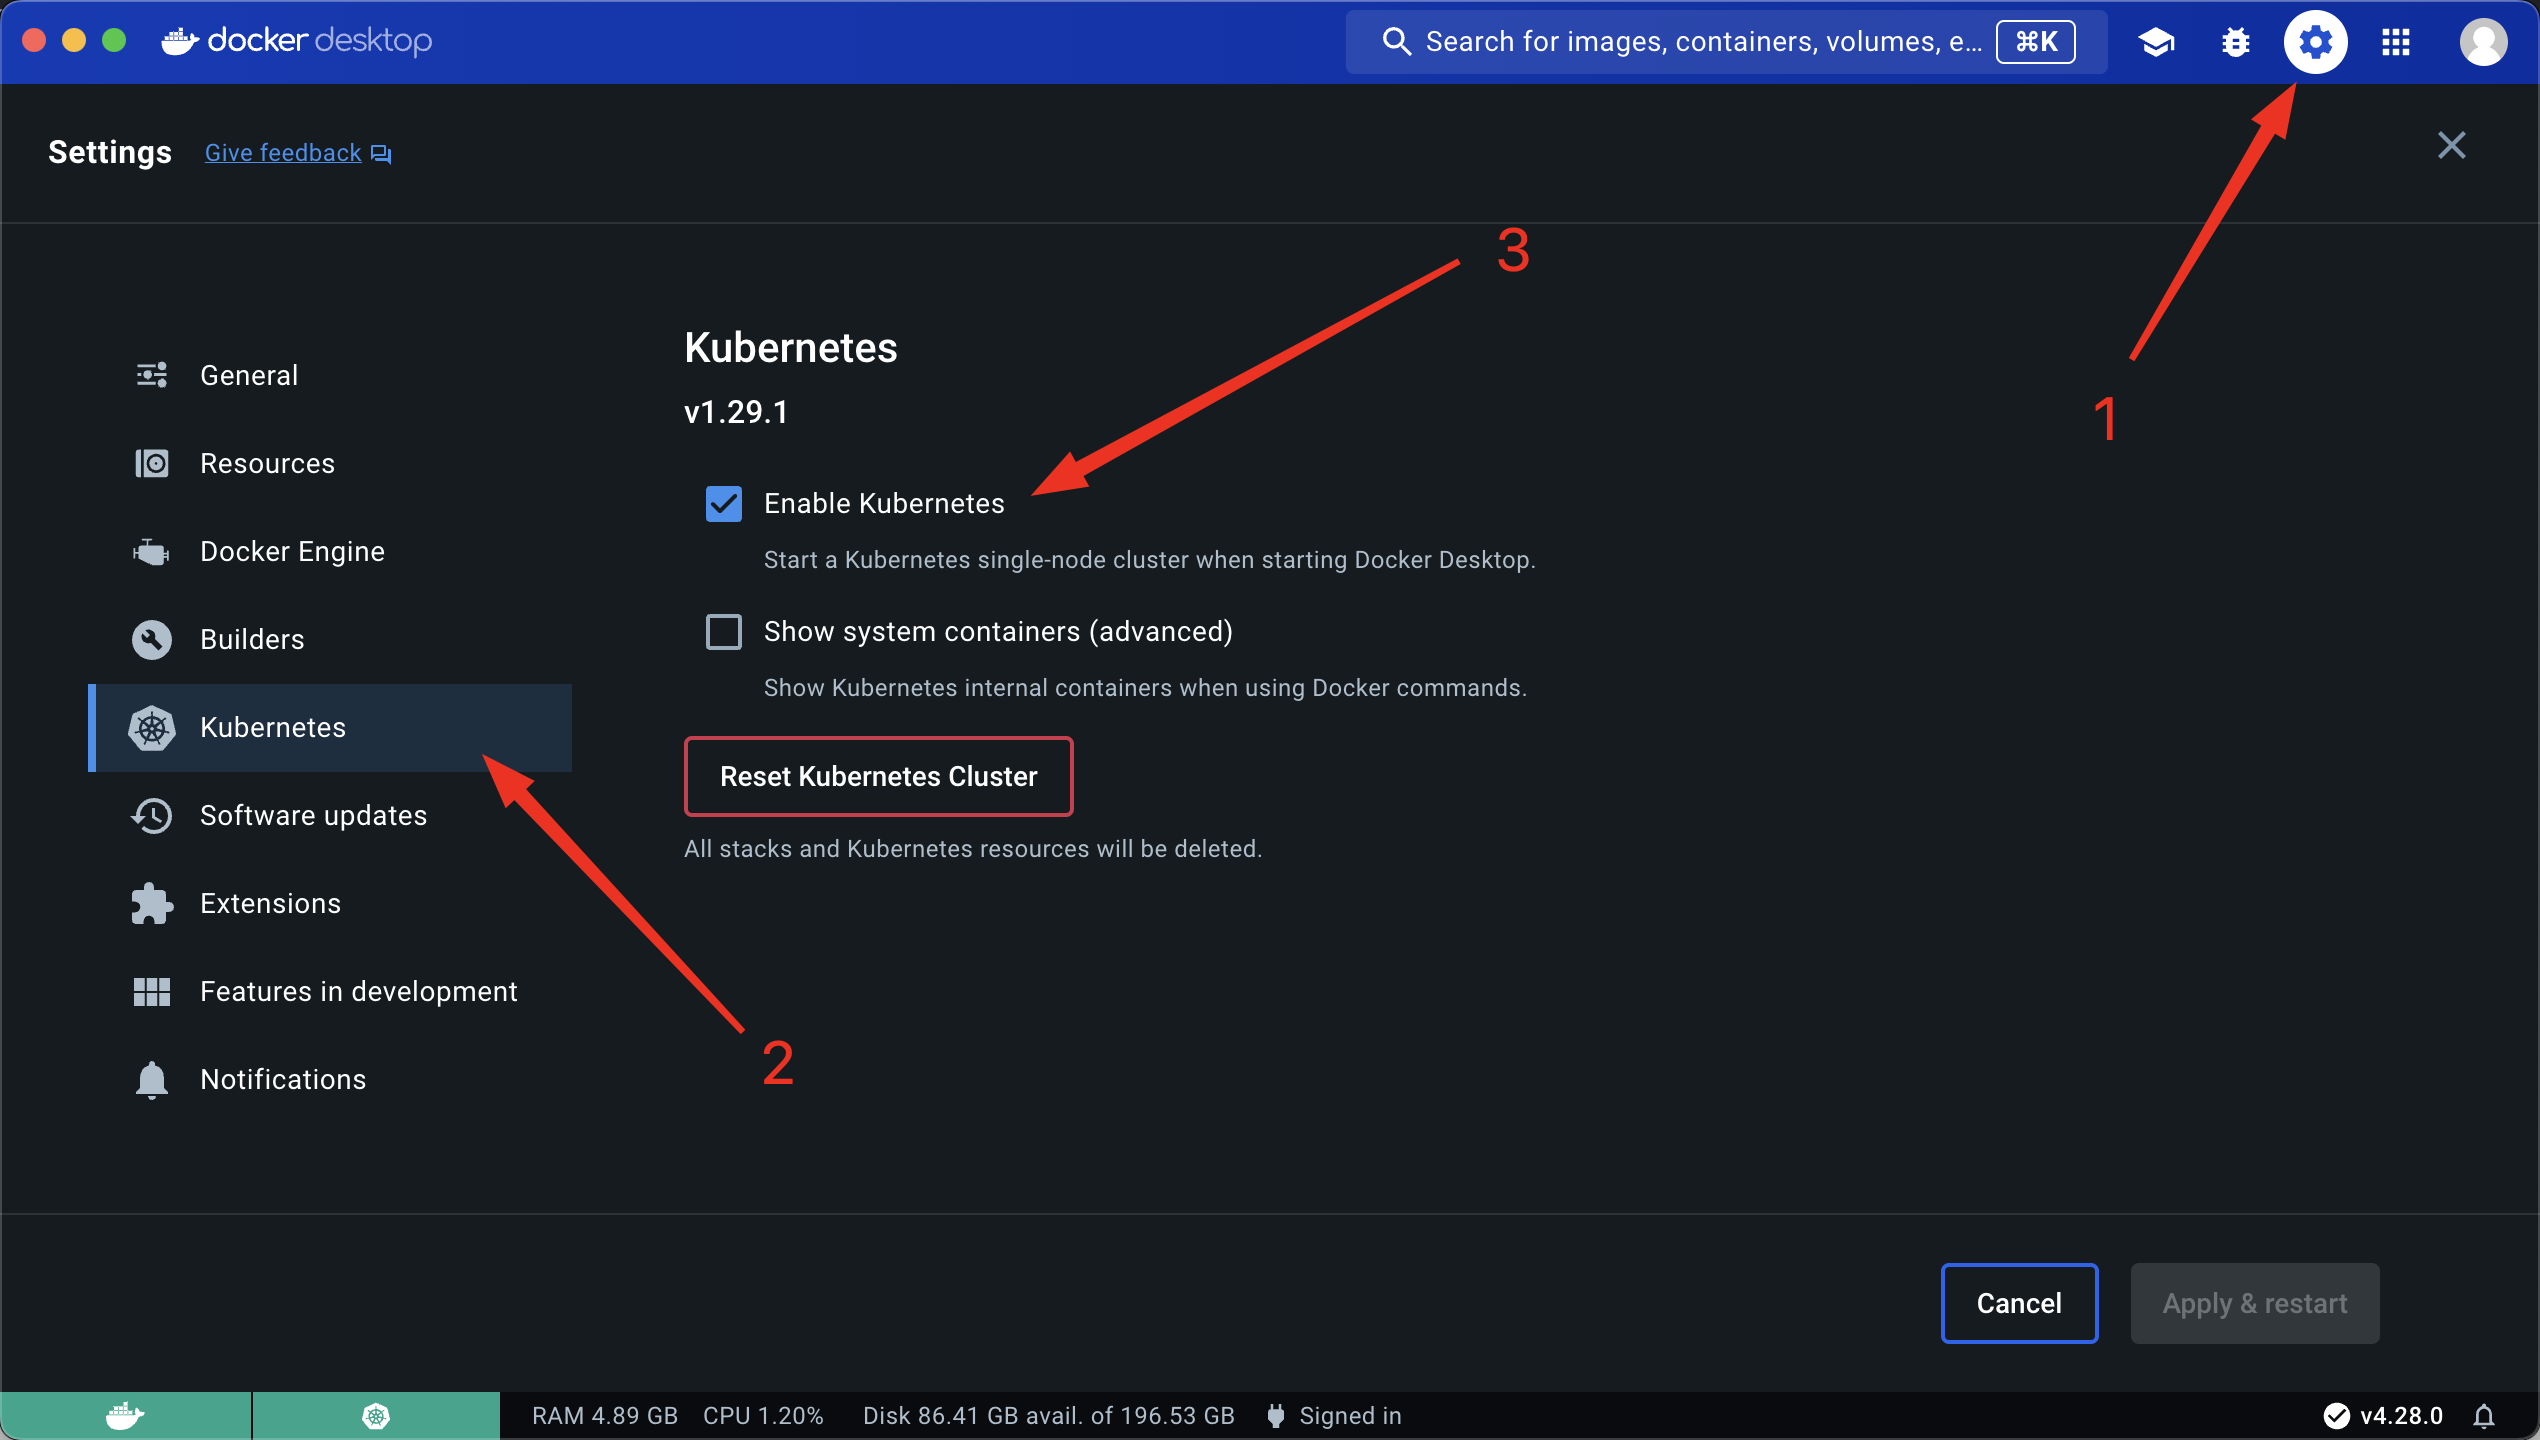 docker desktop
Search for images, containers, volumes, e...
⌘K
Settings
Give feedback
3
1
General
Resources
Docker Engine
Builders
Kubernetes
Software updates
Extensions
Features in development
Notifications
2
Kubernetes
v1.29.1
Enable Kubernetes
Start a Kubernetes single-node cluster when starting Docker Desktop.
Show system containers (advanced)
Show Kubernetes internal containers when using Docker commands.
Reset Kubernetes Cluster
All stacks and Kubernetes resources will be deleted.
Cancel
Apply & restart
RAM 4.89 GB CPU 1.20% Disk 86.41 GB avail. of 196.53 GB Signed in
v4.28.0